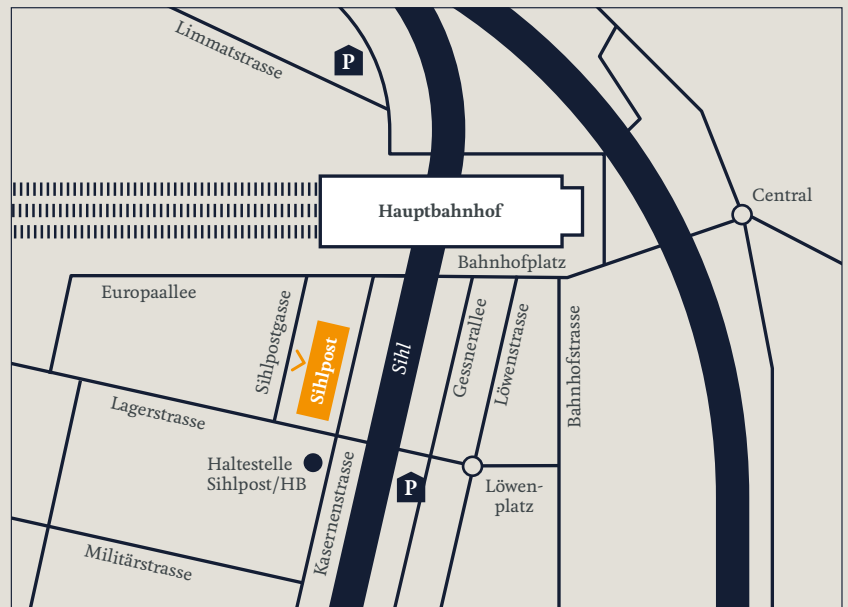 Limmatstrasse
P
Central
Hauptbahnhof
Bahnhofplatz
Europaallee
Sihlpostgasse
Sihlpost
Sihl
Gessnerallee
Löwenstrasse
Bahnhofstrasse
Lagerstrasse
Haltestelle
Sihlpost/HB
Kasernenstrasse
P
Löwen-
platz
Militärstrasse